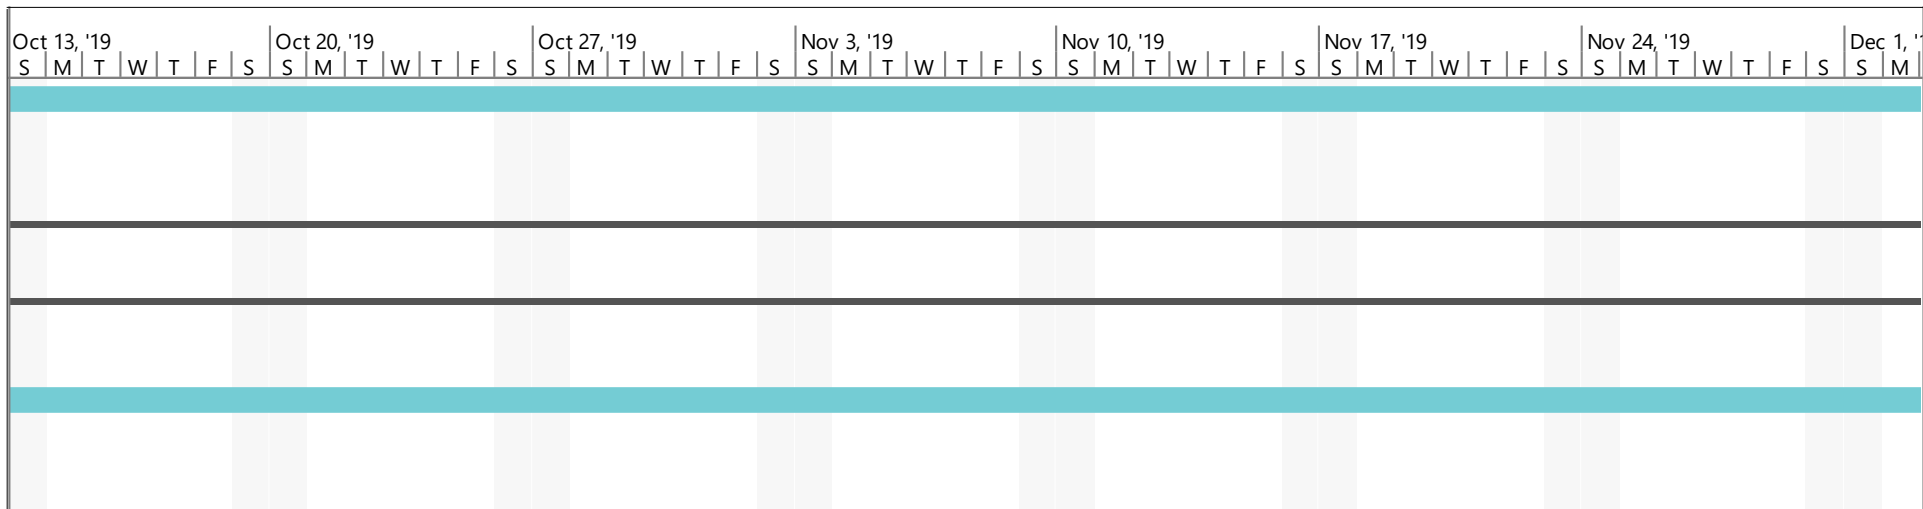 Oct 13, '19 Oct 20, '19 Oct 27, '19 Nov 3, '19 Nov 10, '19 Nov 17, '19 Nov 24, '19 Dec 1, '
S M T W T F S S M T W T F S S M T W T F S S M T W T F S S M T W T F S S M T W T F S S M T W T F S S M